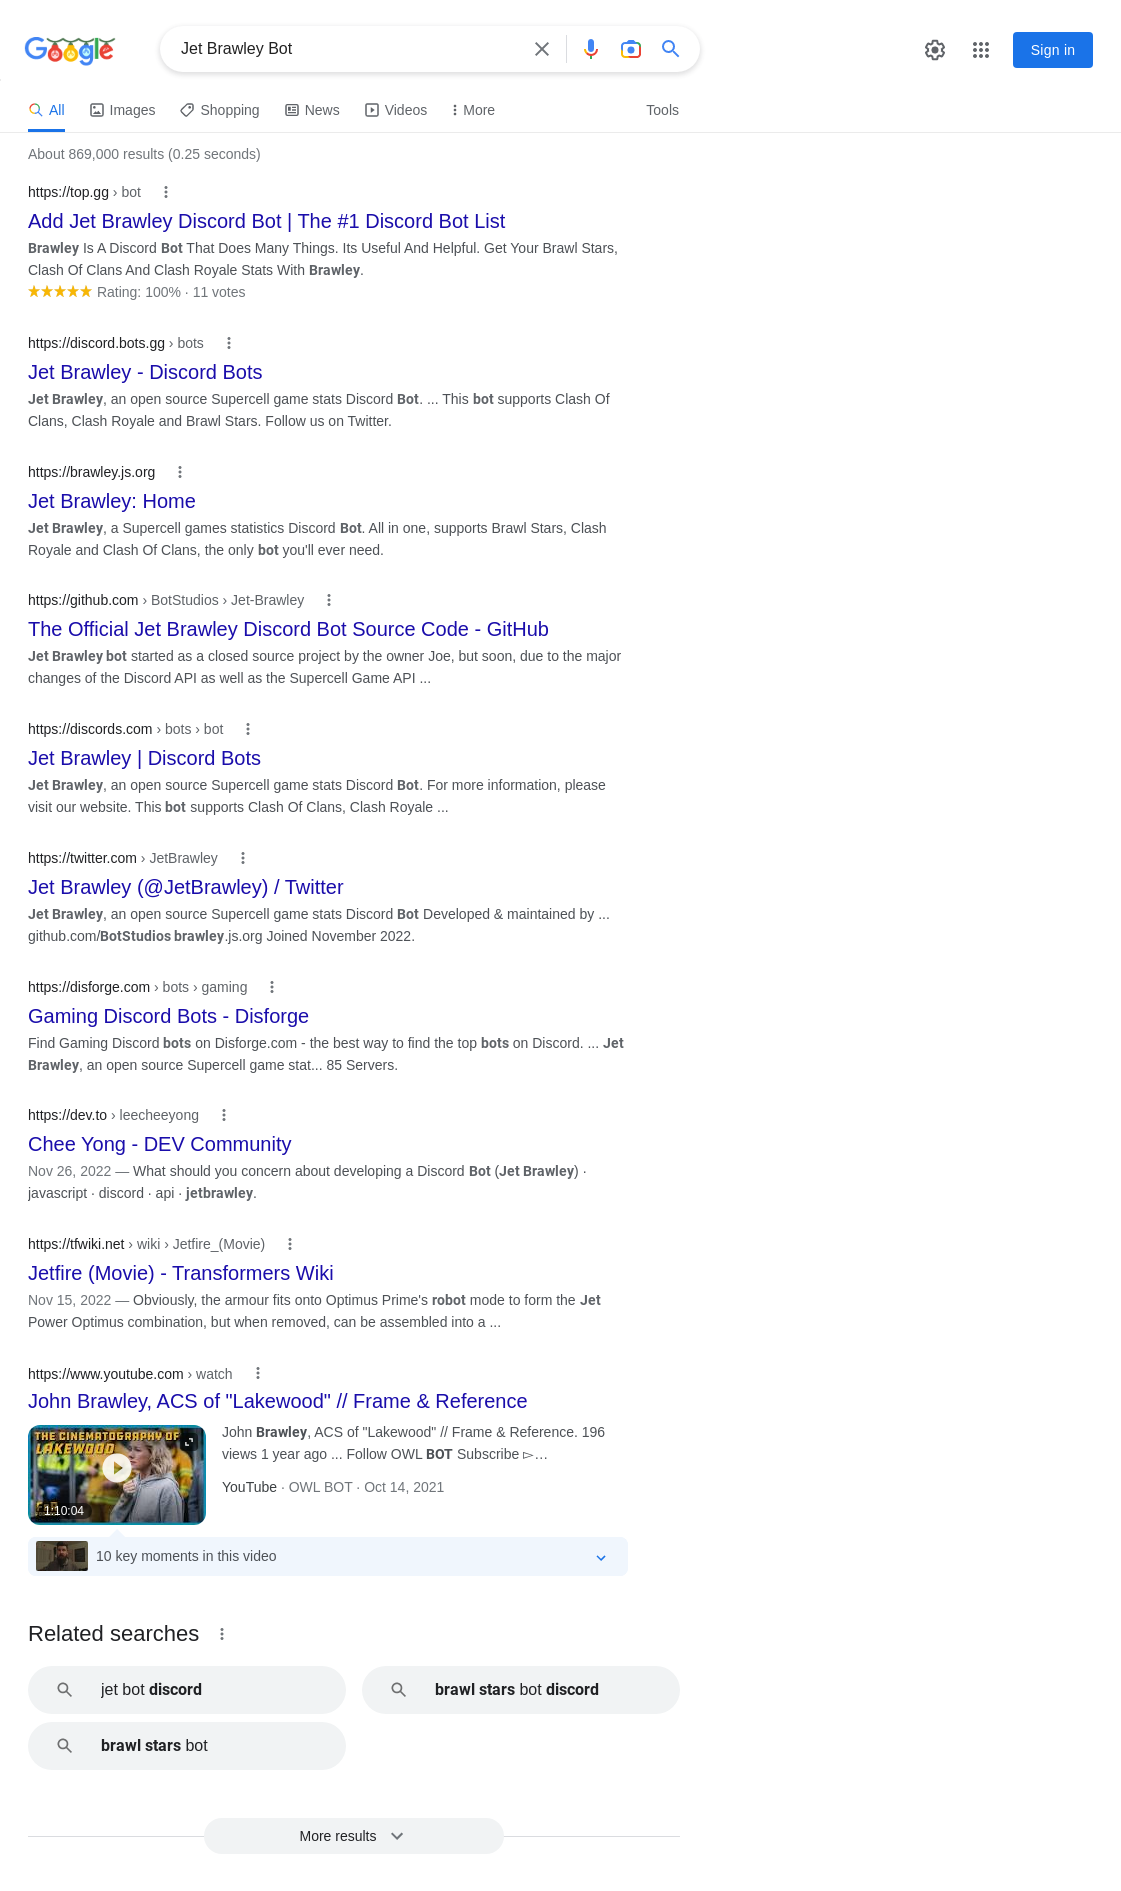 Google
Jet Brawley Bot
Sign in
All
Images
Shopping
News
Videos
More
Tools
About 869,000 results (0.25 seconds)
https://top.gg › bot
Add Jet Brawley Discord Bot | The #1 Discord Bot List
Brawley Is A Discord Bot That Does Many Things. Its Useful And Helpful. Get Your Brawl Stars,
Clash Of Clans And Clash Royale Stats With Brawley.
Rating: 100% · 11 votes
https://discord.bots.gg › bots
Jet Brawley - Discord Bots
Jet Brawley, an open source Supercell game stats Discord Bot. ... This bot supports Clash Of
Clans, Clash Royale and Brawl Stars. Follow us on Twitter.
https://brawley.js.org
Jet Brawley: Home
Jet Brawley, a Supercell games statistics Discord Bot. All in one, supports Brawl Stars, Clash
Royale and Clash Of Clans, the only bot you'll ever need.
https://github.com › BotStudios › Jet-Brawley
The Official Jet Brawley Discord Bot Source Code - GitHub
Jet Brawley bot started as a closed source project by the owner Joe, but soon, due to the major
changes of the Discord API as well as the Supercell Game API ...
https://discords.com › bots › bot
Jet Brawley | Discord Bots
Jet Brawley, an open source Supercell game stats Discord Bot. For more information, please
visit our website. This bot supports Clash Of Clans, Clash Royale ...
https://twitter.com › JetBrawley
Jet Brawley (@JetBrawley) / Twitter
Jet Brawley, an open source Supercell game stats Discord Bot Developed & maintained by ...
github.com/BotStudios brawley.js.org Joined November 2022.
https://disforge.com › bots › gaming
Gaming Discord Bots - Disforge
Find Gaming Discord bots on Disforge.com - the best way to find the top bots on Discord. ... Jet
Brawley, an open source Supercell game stat... 85 Servers.
https://dev.to › leecheeyong
Chee Yong - DEV Community
Nov 26, 2022 — What should you concern about developing a Discord Bot (Jet Brawley) ·
javascript · discord · api · jetbrawley.
https://tfwiki.net › wiki › Jetfire_(Movie)
Jetfire (Movie) - Transformers Wiki
Nov 15, 2022 — Obviously, the armour fits onto Optimus Prime's robot mode to form the Jet
Power Optimus combination, but when removed, can be assembled into a ...
https://www.youtube.com › watch
John Brawley, ACS of "Lakewood" // Frame & Reference
THE CINEMATOGRAPHY OF
LAKEWOOD
1:10:04
John Brawley, ACS of "Lakewood" // Frame & Reference. 196
views 1 year ago ... Follow OWL BOT Subscribe ▻…
YouTube · OWL BOT · Oct 14, 2021
10 key moments in this video
Related searches
jet bot discord
brawl stars bot discord
brawl stars bot
More results